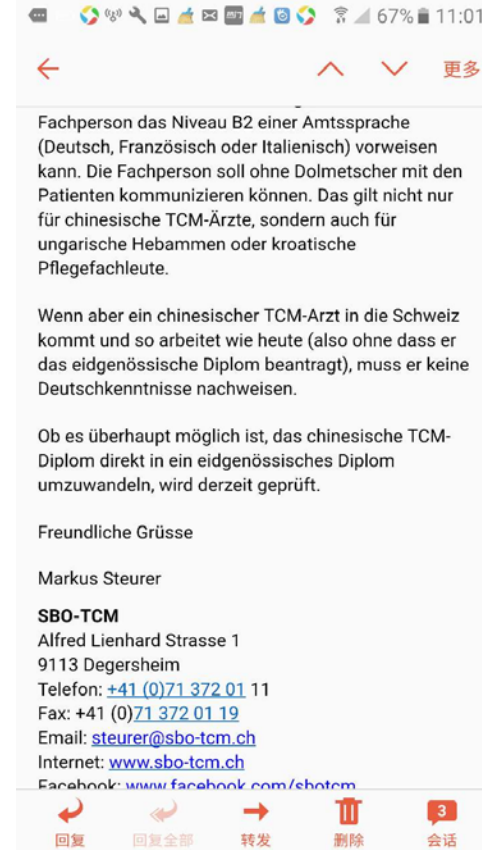 67% 11:01
更多
Fachperson das Niveau B2 einer Amtssprache
(Deutsch, Französisch oder Italienisch) vorweisen
kann. Die Fachperson soll ohne Dolmetscher mit den
Patienten kommunizieren können. Das gilt nicht nur
für chinesische TCM-Ärzte, sondern auch für
ungarische Hebammen oder kroatische
Pflegefachleute.
Wenn aber ein chinesischer TCM-Arzt in die Schweiz
kommt und so arbeitet wie heute (also ohne dass er
das eidgenössische Diplom beantragt), muss er keine
Deutschkenntnisse nachweisen.
Ob es überhaupt möglich ist, das chinesische TCM-
Diplom direkt in ein eidgenössisches Diplom
umzuwandeln, wird derzeit geprüft.
Freundliche Grüsse
Markus Steurer
SBO-TCM
Alfred Lienhard Strasse 1
9113 Degersheim
Telefon: +41 (0)71 372 01 11
Fax: +41 (0)71 372 01 19
Email: steurer@sbo-tcm.ch
Internet: www.sbo-tcm.ch
Facebook: www.facebook.com/sbotcm
3
回复 回复全部 转发 删除 会话